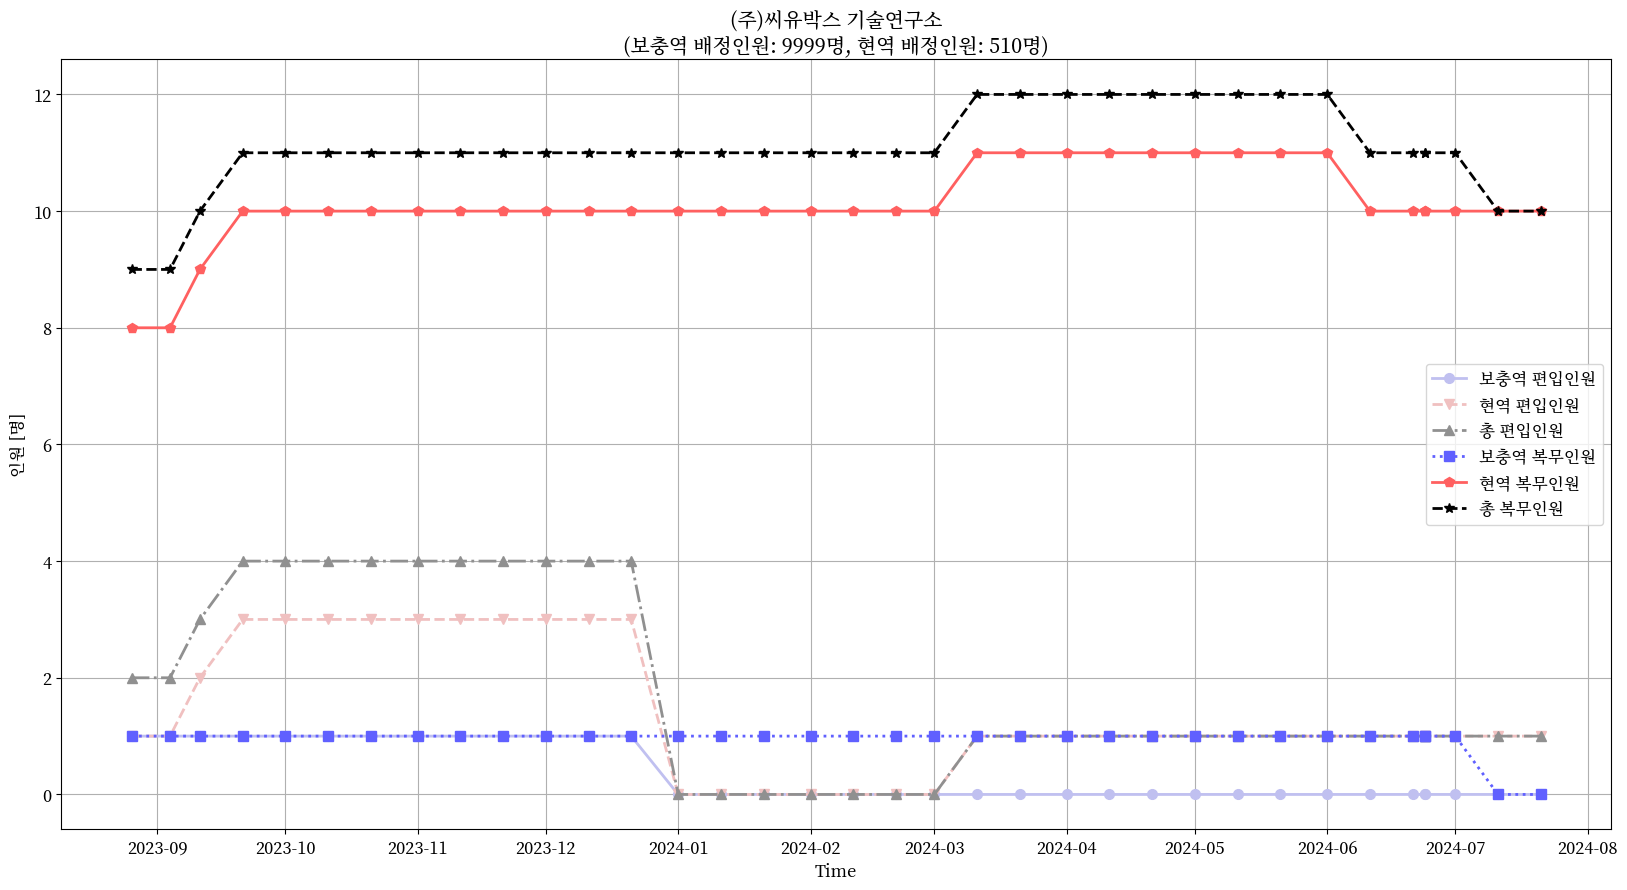 (주)씨유박스 기술연구소
(보충역 배정인원: 9999명, 현역 배정인원: 510명)
인원 [명]
12
10
8
6
4
2
0
보충역 편입인원
현역 편입인원
총 편입인원
보충역 복무인원
현역 복무인원
총 복무인원
2023-09 2023-10 2023-11 2023-12 2024-01 2024-02 2024-03 2024-04 2024-05 2024-06 2024-07 2024-08
Time